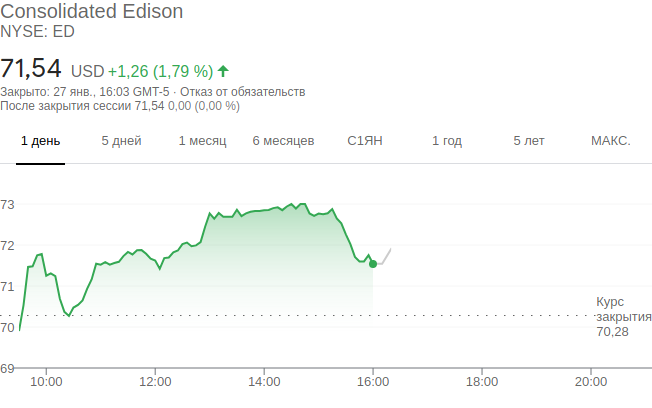 Consolidated Edison
NYSE: ED
71,54 USD +1,26 (1,79 %)
Закрыто: 27 янв., 16:03 GMT-5 · Отказ от обязательств
После закрытия сессии 71,54 0,00 (0,00 %)
1 день 5 дней 1 месяц 6 месяцев С1ЯН 1 год 5 лет МАКС.
73
72
71
70
69
Курс
закрытия
70,28
10:00 12:00 14:00 16:00 18:00 20:00